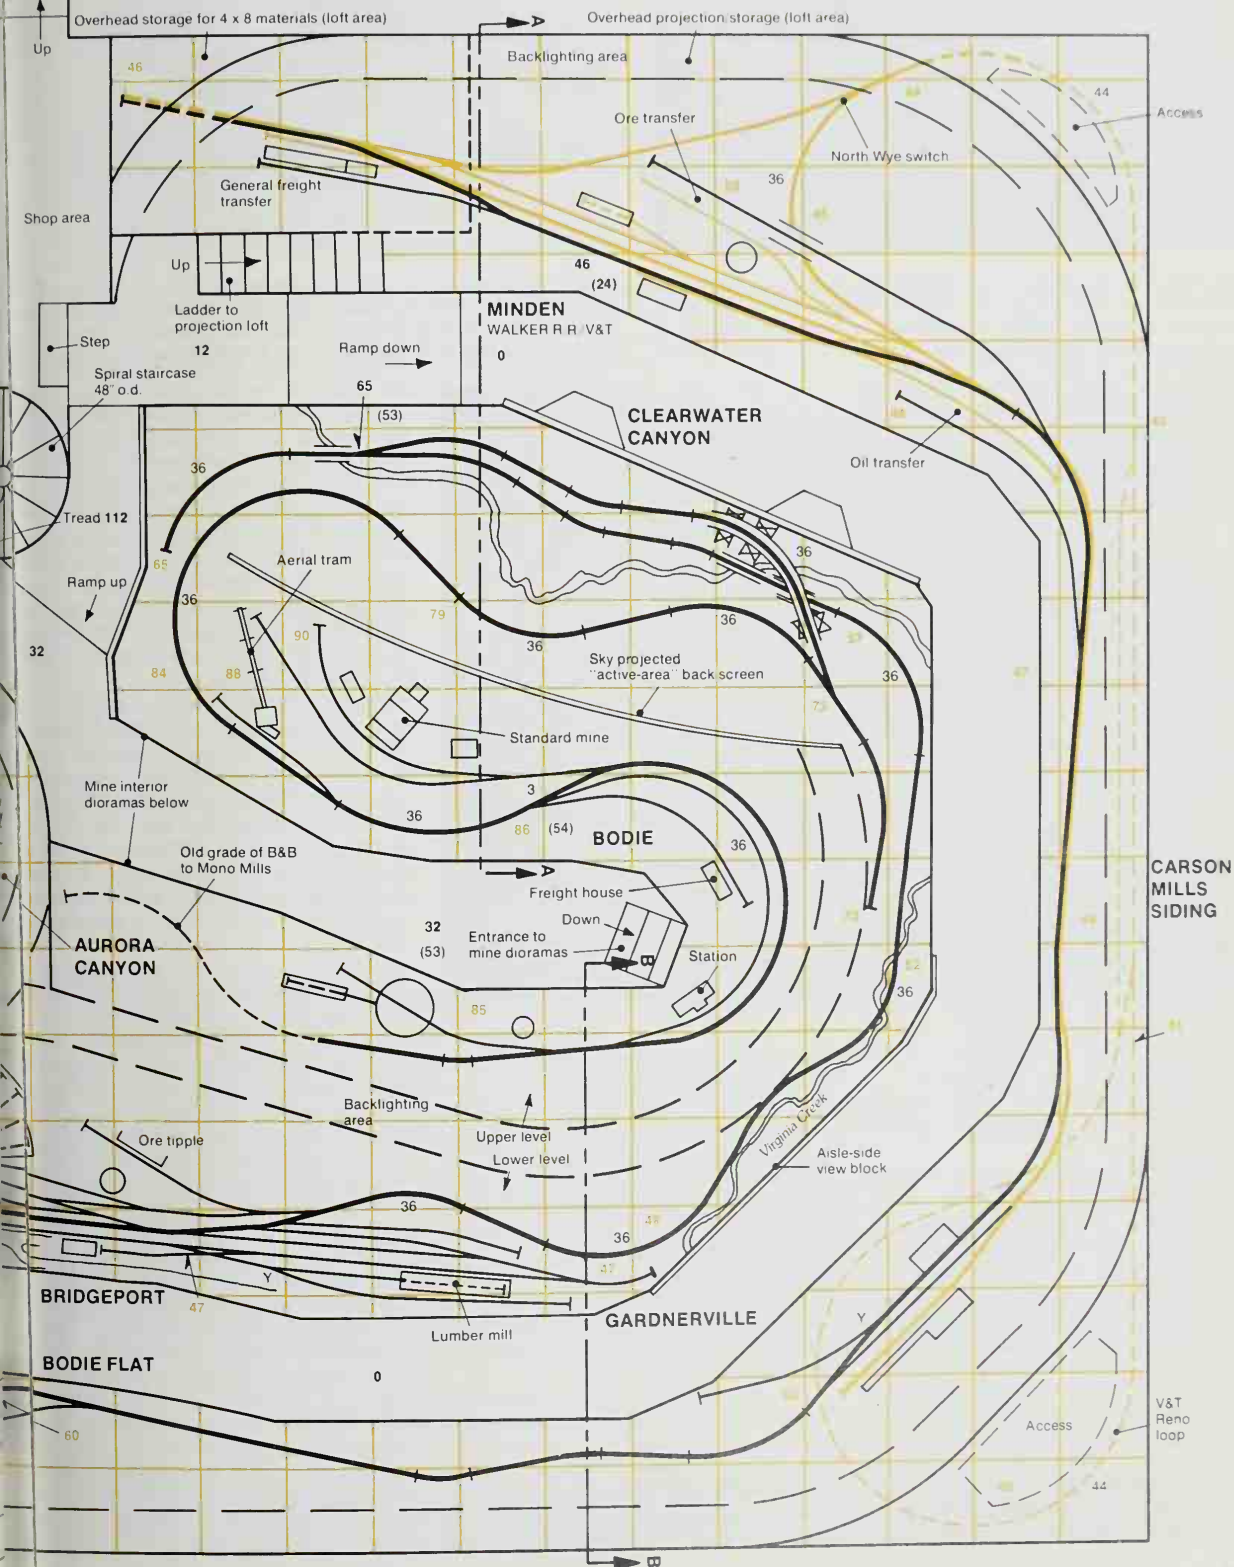 Up
Overhead storage for 4 x 8 materials (loft area)
A
Overhead projection storage (loft area)
Backlighting area
46
44
44
Access
Ore transfer
North Wye switch
36
General freight
transfer
Shop area
Up
46
(24)
Ladder to
projection loft
MINDEN
WALKER R R V&T
0
Step
12
Ramp down
Spiral staircase
48" o.d.
65
(53)
CLEARWATER
CANYON
Oil transfer
36
Tread 112
Aerial tram
36
65
Ramp up
36
90
79
36
36
32
84
88
Sky projected
"active-area" back screen
36
Standard mine
Mine interior
dioramas below
3
36
86
(54)
BODIE
36
Old grade of B&B
to Mono Mills
A
Freight house
CARSON
MILLS
SIDING
AURORA
CANYON
32
(53)
Down
Entrance to
mine dioramas
B
Station
36
85
Backlighting
area
Upper level
Lower level
Virginia Creek
Aisle-side
view block
Ore tipple
36
36
47
Y
BRIDGEPORT
47
Lumber mill
GARDNERVILLE
Y
BODIE FLAT
0
60
Access
V&T
Reno
loop
44
B